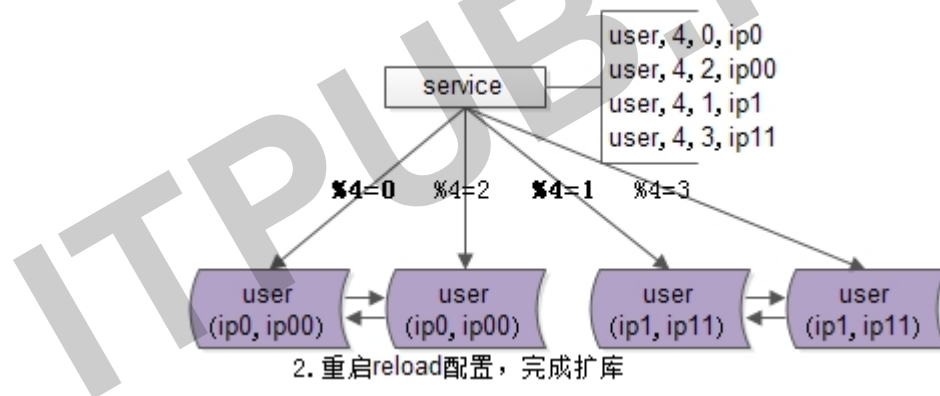 user, 4, 0, ip0
user, 4, 2, ip00
user, 4, 1, ip1
user, 4, 3, ip11
service
%4=0 %4=2 %4=1 %4=3
user user user user
(ip0, ip00) (ip0, ip00) (ip1, ip11) (ip1, ip11)
2. 重启reload配置，完成扩库
ITPUB